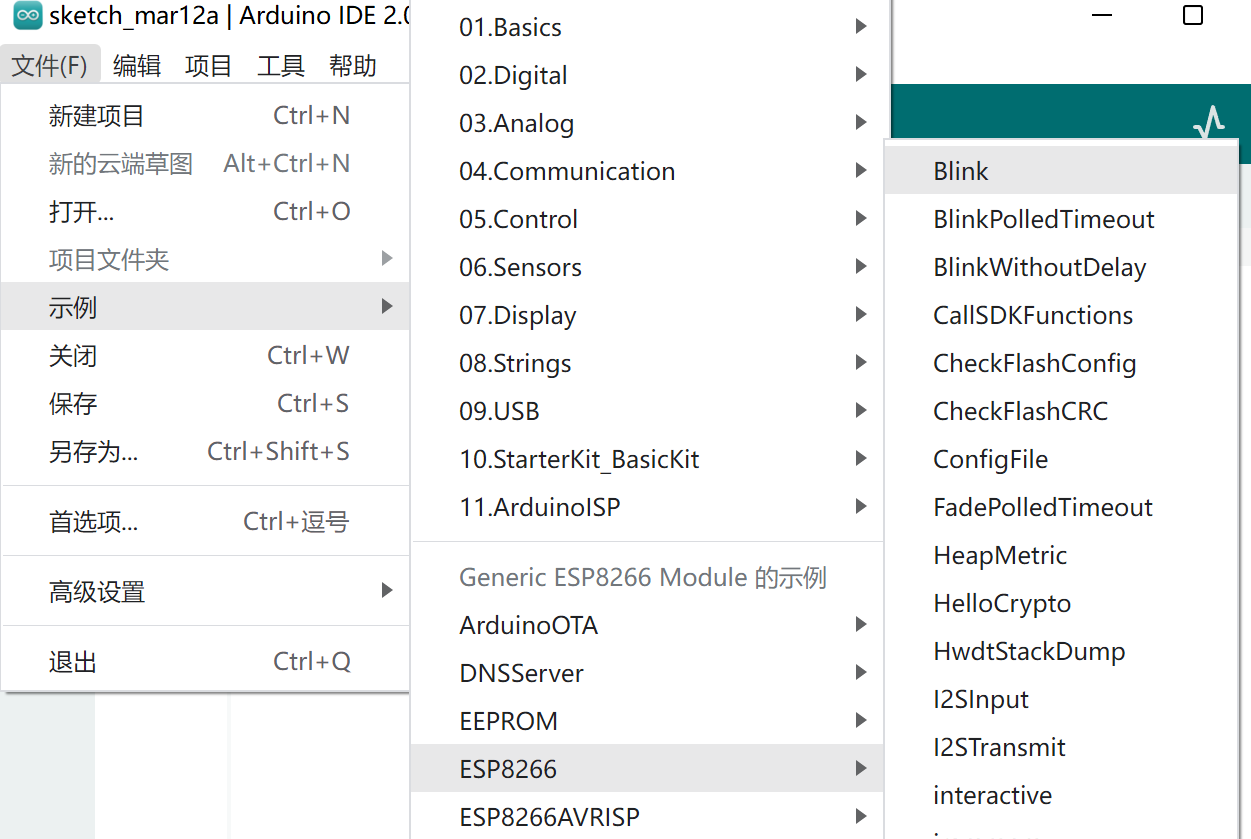 sketch_mar12a | Arduino IDE 2.0
文件(F) 编辑 项目 工具 帮助
新建项目 Ctrl+N
新的云端草图 Alt+Ctrl+N
打开... Ctrl+O
项目文件夹
示例
关闭 Ctrl+W
保存 Ctrl+S
另存为... Ctrl+Shift+S
首选项... Ctrl+逗号
高级设置
退出 Ctrl+Q
01.Basics
02.Digital
03.Analog
04.Communication
05.Control
06.Sensors
07.Display
08.Strings
09.USB
10.StarterKit_BasicKit
11.ArduinoISP
Generic ESP8266 Module 的示例
ArduinoOTA
DNSServer
EEPROM
ESP8266
ESP8266AVRISP
Blink
BlinkPolledTimeout
BlinkWithoutDelay
CallSDKFunctions
CheckFlashConfig
CheckFlashCRC
ConfigFile
FadePolledTimeout
HeapMetric
HelloCrypto
HwdtStackDump
I2SInput
I2STransmit
interactive